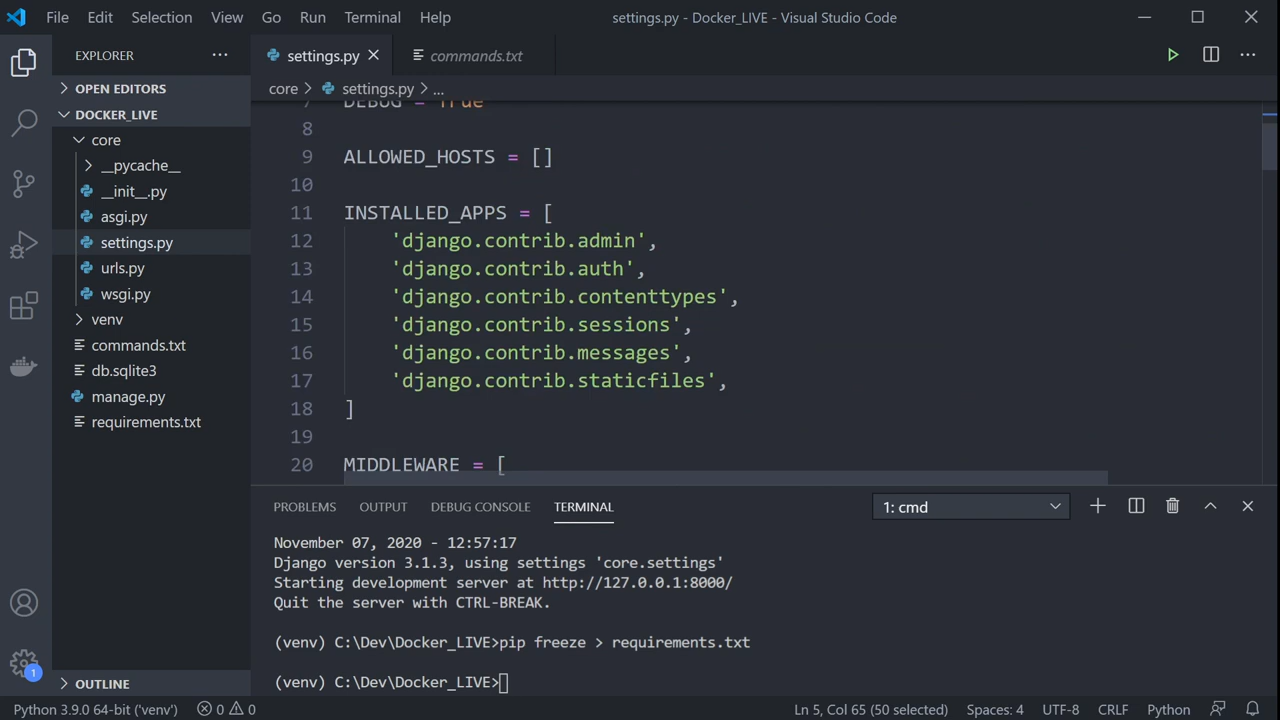 File Edit Selection View Go Run Terminal Help settings.py - Docker_LIVE - Visual Studio Code
EXPLORER ···
settings.py commands.txt
OPEN EDITORS
core > settings.py > ...
DOCKER_LIVE
core
__pycache__
__init__.py
asgi.py
settings.py
urls.py
wsgi.py
venv
commands.txt
db.sqlite3
manage.py
requirements.txt
OUTLINE
7 DEBUG = True
8
9 ALLOWED_HOSTS = []
10
11 INSTALLED_APPS = [
12 'django.contrib.admin',
13 'django.contrib.auth',
14 'django.contrib.contenttypes',
15 'django.contrib.sessions',
16 'django.contrib.messages',
17 'django.contrib.staticfiles',
18 ]
19
20 MIDDLEWARE = [
PROBLEMS OUTPUT DEBUG CONSOLE TERMINAL 1: cmd
November 07, 2020 - 12:57:17
Django version 3.1.3, using settings 'core.settings'
Starting development server at http://127.0.0.1:8000/
Quit the server with CTRL-BREAK.
(venv) C:\Dev\Docker_LIVE>pip freeze > requirements.txt
(venv) C:\Dev\Docker_LIVE>
1
Python 3.9.0 64-bit ('venv') 0 0 Ln 5, Col 65 (50 selected) Spaces: 4 UTF-8 CRLF Python